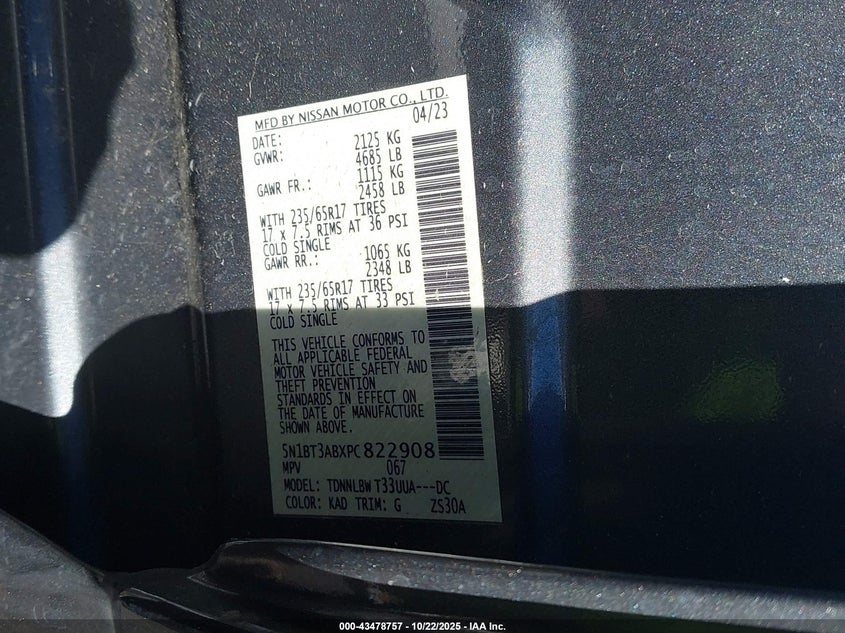 MFD BY NISSAN MOTOR CO., LTD.
DATE: 04/23
GVWR: 2125 KG
4685 LB
GAWR FR.: 1115 KG
2458 LB
WITH 235/65R17 TIRES
17 x 7.5 RIMS AT 36 PSI
COLD SINGLE
GAWR RR.: 1065 KG
2348 LB
WITH 235/65R17 TIRES
17 x 7.5 RIMS AT 33 PSI
COLD SINGLE
THIS VEHICLE CONFORMS TO
ALL APPLICABLE FEDERAL
MOTOR VEHICLE SAFETY AND
THEFT PREVENTION
STANDARDS IN EFFECT ON
THE DATE OF MANUFACTURE
SHOWN ABOVE.
5N1BT3ABXPC822908
MPV 067
MODEL: TDNNLBW T33UUA---DC
COLOR: KAD TRIM: G ZS30A
000-43478757 - 10/22/2025 - IAA Inc.